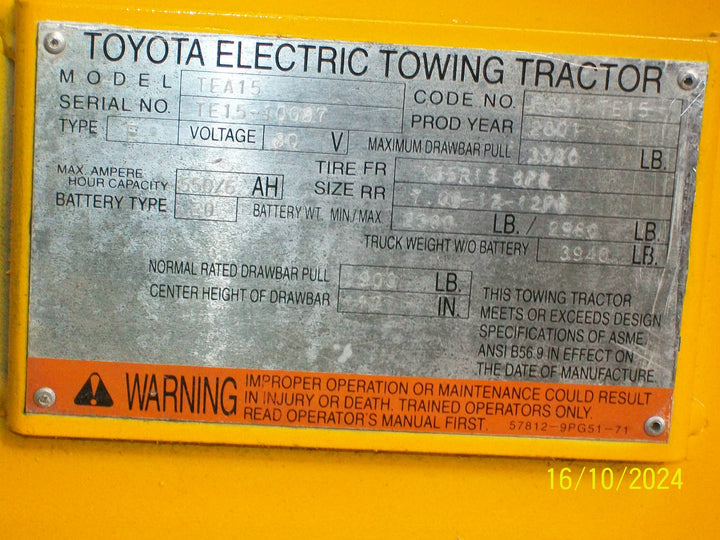 TOYOTA ELECTRIC TOWING TRACTOR
MODEL TEA15
CODE NO.
SERIAL NO.
PROD YEAR 2001
TYPE E VOLTAGE 80 V
MAXIMUM DRAWBAR PULL LB.
TIRE FR
MAX. AMPERE HOUR CAPACITY 550/6 AH
SIZE RR
BATTERY TYPE
BATTERY WT. MIN./MAX LB. / LB.
TRUCK WEIGHT W/O BATTERY 3940 LB.
NORMAL RATED DRAWBAR PULL LB.
CENTER HEIGHT OF DRAWBAR IN.
THIS TOWING TRACTOR
MEETS OR EXCEEDS DESIGN
SPECIFICATIONS OF ASME
ANSI B56.9 IN EFFECT ON
THE DATE OF MANUFACTURE.
WARNING
IMPROPER OPERATION OR MAINTENANCE COULD RESULT
IN INJURY OR DEATH. TRAINED OPERATORS ONLY.
READ OPERATOR'S MANUAL FIRST. 57812-9PG51-71
16/10/2024